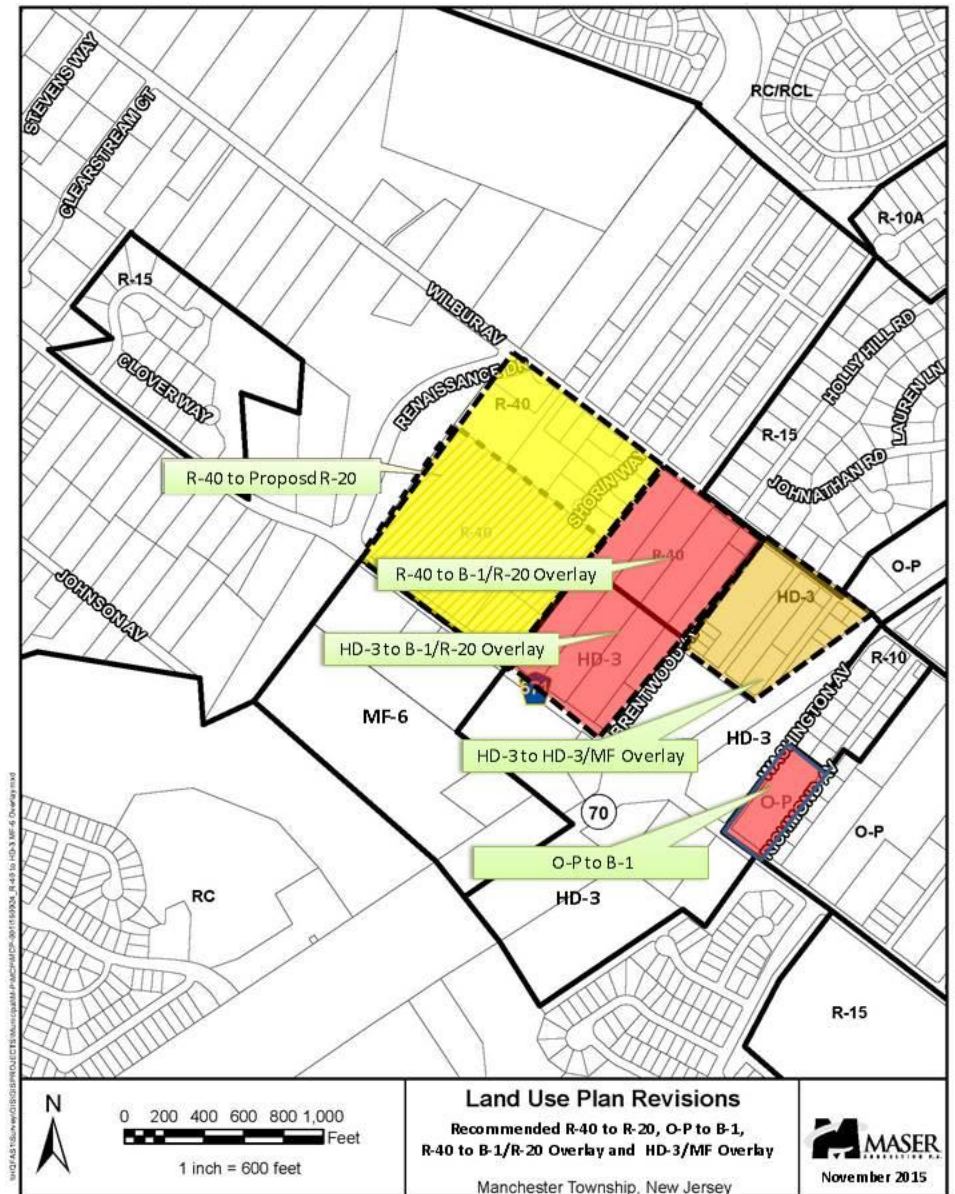 STEVENS WAY
CLEARSTREAM CT
RC/RCL
R-10A
R-15
WILBUR AV
CLOVER WAY
RENAISSANCE DR
R-40
HOLLY HILL RD
LAUREN LN
R-15
JOHNATHAN RD
R-40 to Proposd R-20
SHORIN WAY
R-40
R-40
O-P
R-40 to B-1/R-20 Overlay
HD-3
JOHNSON AV
HD-3 to B-1/R-20 Overlay
HD-3
BRENTWOOD A
R-10
571
MF-6
WASHINGTON AV
HD-3
HD-3 to HD-3/MF Overlay
O-P
RICHMOND AV
70
O-P
O-P to B-1
RC
HD-3
R-15
N
0 200 400 600 800 1,000
Feet
1 inch = 600 feet
Land Use Plan Revisions
Recommended R-40 to R-20, O-P to B-1,
R-40 to B-1/R-20 Overlay and HD-3/MF Overlay
Manchester Township, New Jersey
MASER
CONSULTING P.A.
November 2015